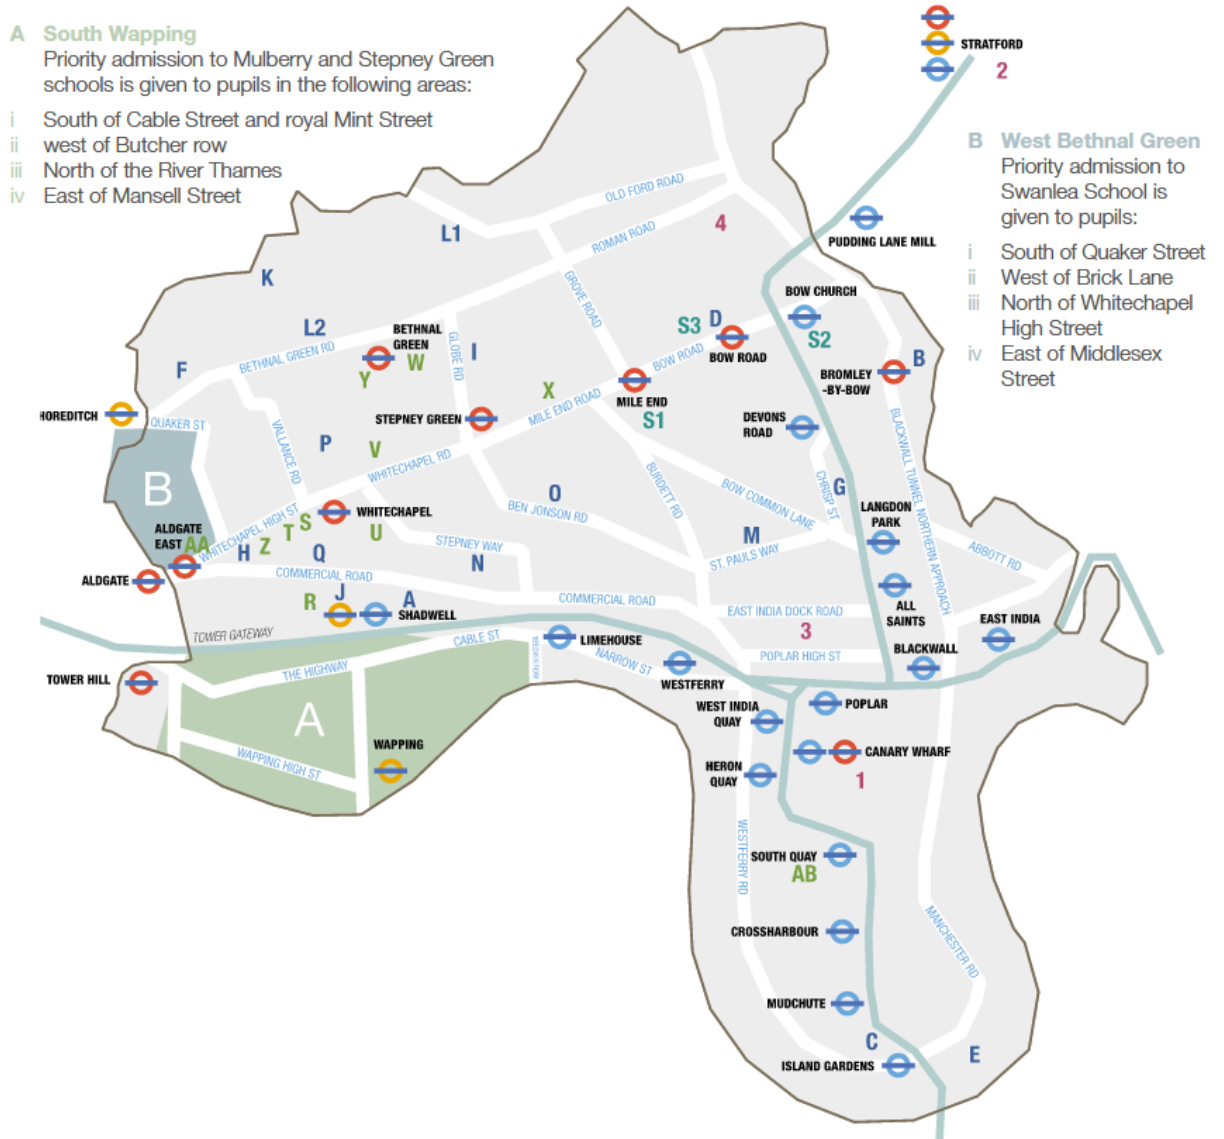 A South Wapping
Priority admission to Mulberry and Stepney Green
schools is given to pupils in the following areas:
i South of Cable Street and royal Mint Street
ii west of Butcher row
iii North of the River Thames
iv East of Mansell Street
STRATFORD
2
B West Bethnal Green
Priority admission to
Swanlea School is
given to pupils:
i South of Quaker Street
ii West of Brick Lane
iii North of Whitechapel
High Street
iv East of Middlesex
Street
OLD FORD ROAD
L1
4
ROMAN ROAD
PUDDING LANE MILL
K
GROVE ROAD
BOW CHURCH
L2
BETHNAL
GREEN
S3
D
S2
BETHNAL GREEN RD
GLOBE RD
I
BOW ROAD
BOW ROAD
F
Y
W
X
MILE END
S1
BROMLEY
-BY-BOW
B
HOREDITCH
QUAKER ST
STEPNEY GREEN
MILE END ROAD
DEVONS
ROAD
VALLANCE RD
P
V
WHITECHAPEL RD
BURDETT RD
BOW COMMON LANE
CHRISP ST
G
BLACKWALL TUNNEL NORTHERN APPROACH
B
O
BEN JONSON RD
LANGDON
PARK
ALDGATE
EAST
AA
WHITECHAPEL HIGH ST
S
WHITECHAPEL
T
U
Z
H
Q
STEPNEY WAY
N
M
ST. PAULS WAY
ABBOTT RD
ALDGATE
COMMERCIAL ROAD
R
J
A
SHADWELL
COMMERCIAL ROAD
EAST INDIA DOCK ROAD
ALL
SAINTS
EAST INDIA
TOWER GATEWAY
CABLE ST
LIMEHOUSE
3
POPLAR HIGH ST
BLACKWALL
NARROW ST
TOWER HILL
THE HIGHWAY
WESTFERRY
A
WEST INDIA
QUAY
POPLAR
WAPPING
WAPPING HIGH ST
CANARY WHARF
HERON
QUAY
1
WESTFERRY RD
SOUTH QUAY
AB
CROSSHARBOUR
MANCHESTER RD
MUDCHUTE
C
E
ISLAND GARDENS